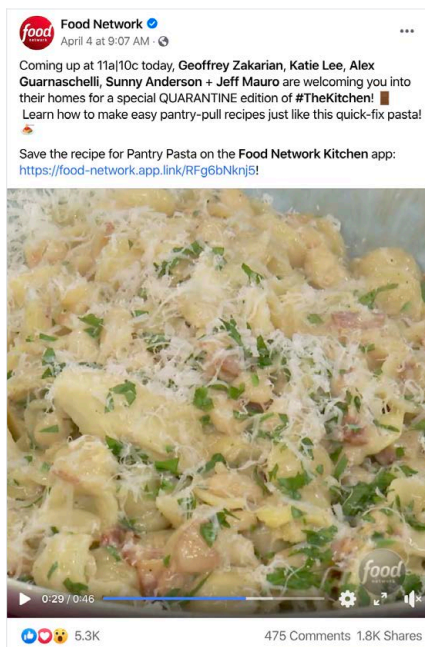 food
NETWORK
Food Network
April 4 at 9:07 AM ·
Coming up at 11a|10c today, Geoffrey Zakarian, Katie Lee, Alex
Guarnaschelli, Sunny Anderson + Jeff Mauro are welcoming you into
their homes for a special QUARANTINE edition of #TheKitchen! 🚪
Learn how to make easy pantry-pull recipes just like this quick-fix pasta!
🍝
Save the recipe for Pantry Pasta on the Food Network Kitchen app:
https://food-network.app.link/RFg6bNknj5!
food
NETWORK
0:29 / 0:46
5.3K
475 Comments 1.8K Shares